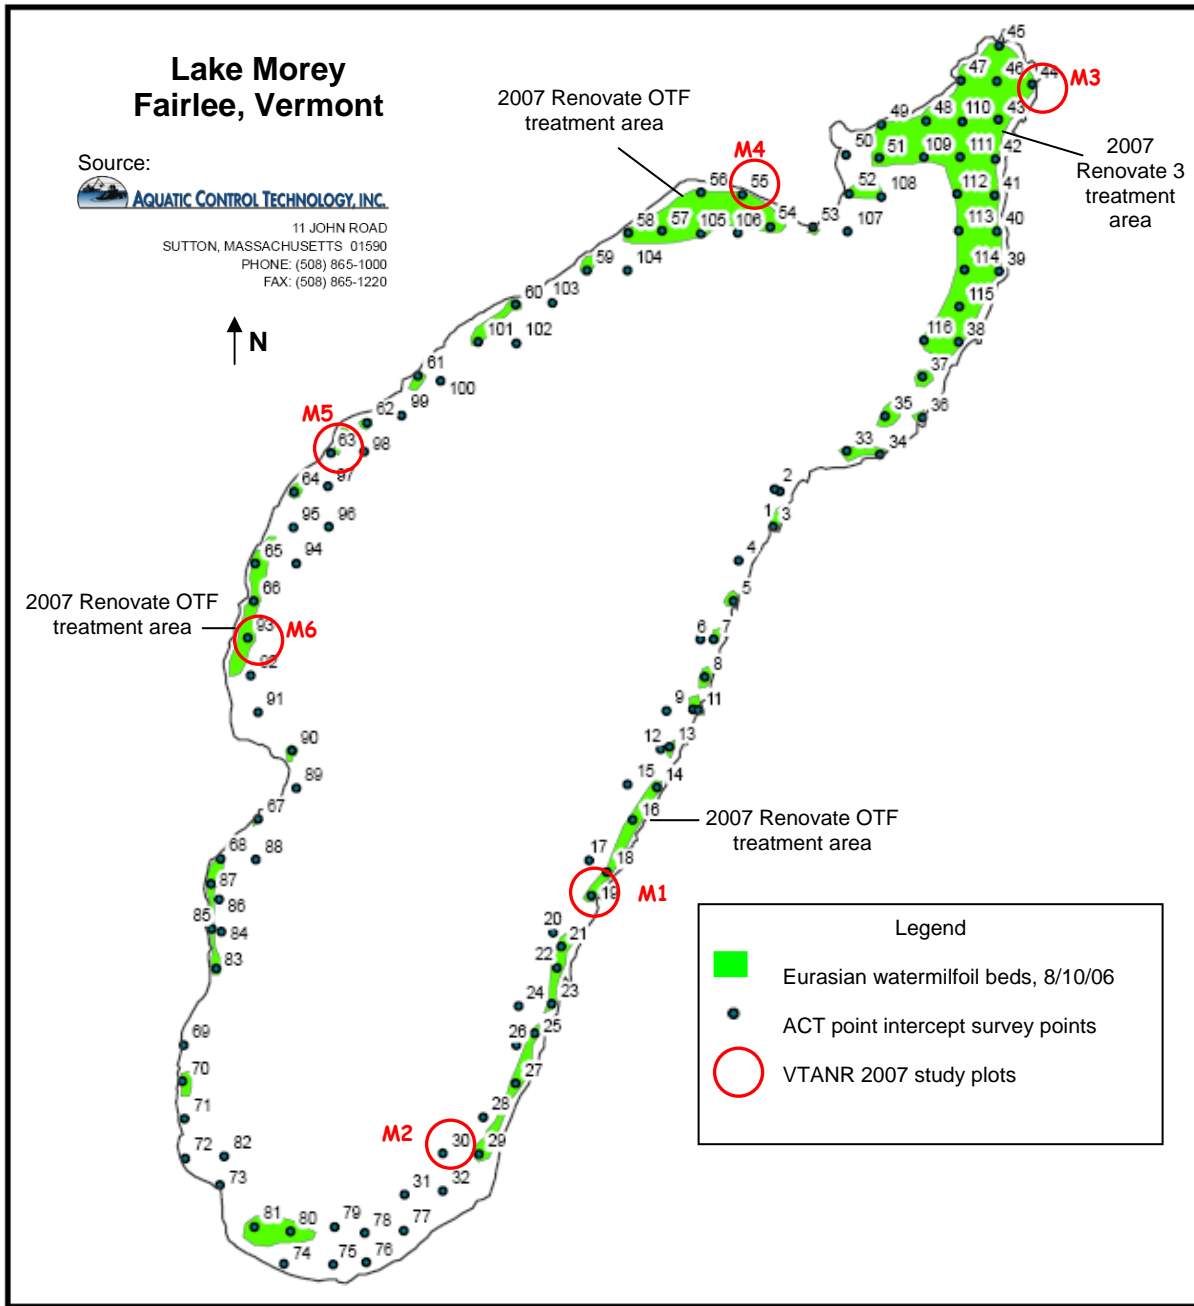 Lake Morey
Fairlee, Vermont
Source:
AQUATIC CONTROL TECHNOLOGY, INC.
11 JOHN ROAD
SUTTON, MASSACHUSETTS 01590
PHONE: (508) 865-1000
FAX: (508) 865-1220
N
2007 Renovate OTF
treatment area
M4
M3
2007
Renovate 3
treatment
area
45
47 46 44
49 48 110 43
50 51 109 111 42
56 55 52 108 112 41
58 57 105 106 54 53 107 113 40
59 104 114 39
60 103 115
101 102 116 38
61 100 37
M5
62 99 35 36
63 98 33 34
64 97 2
95 96 1 3
65 94 4
66 5
2007 Renovate OTF
treatment area
93 M6 6 7
92 8
91 9 11
90 12 13
89 15 14
67 16
2007 Renovate OTF
treatment area
68 88 17 18
87 19 M1
86
85 84 20 21
83 22
24 23
69 26 25
70 27
71 28
M2
72 82 30 29
73 31 32
81 80 79 78 77
74 75 76
Legend
Eurasian watermilfoil beds, 8/10/06
ACT point intercept survey points
VTANR 2007 study plots